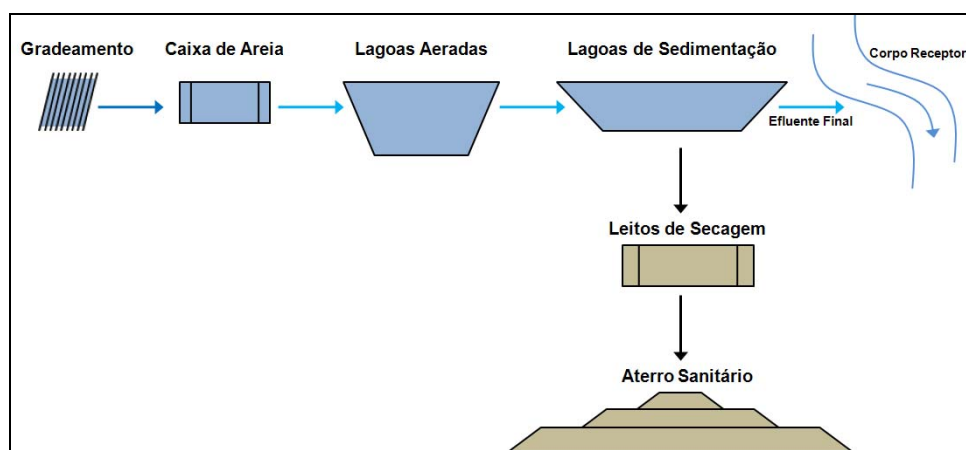 Gradeamento
Caixa de Areia
Lagoas Aeradas
Lagoas de Sedimentação
Corpo Receptor
Efluente Final
Leitos de Secagem
Aterro Sanitário